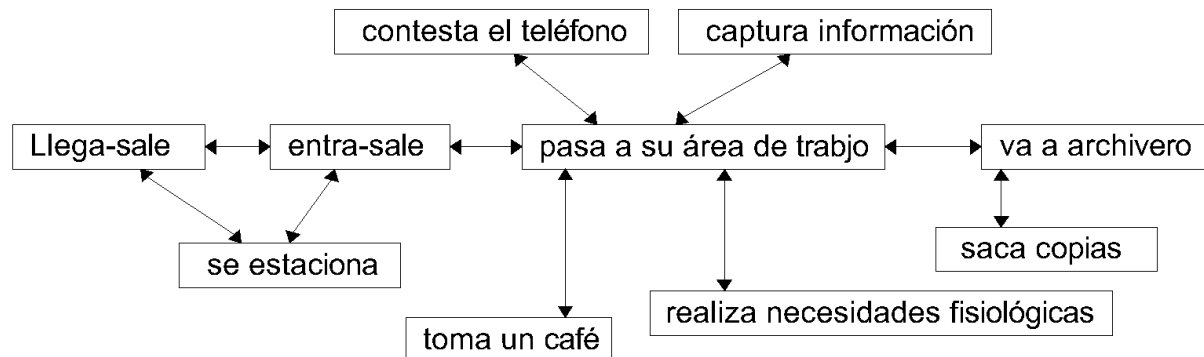 contesta el teléfono
captura información
Llega-sale
entra-sale
pasa a su área de trabjo
va a archivero
se estaciona
saca copias
realiza necesidades fisiológicas
toma un café